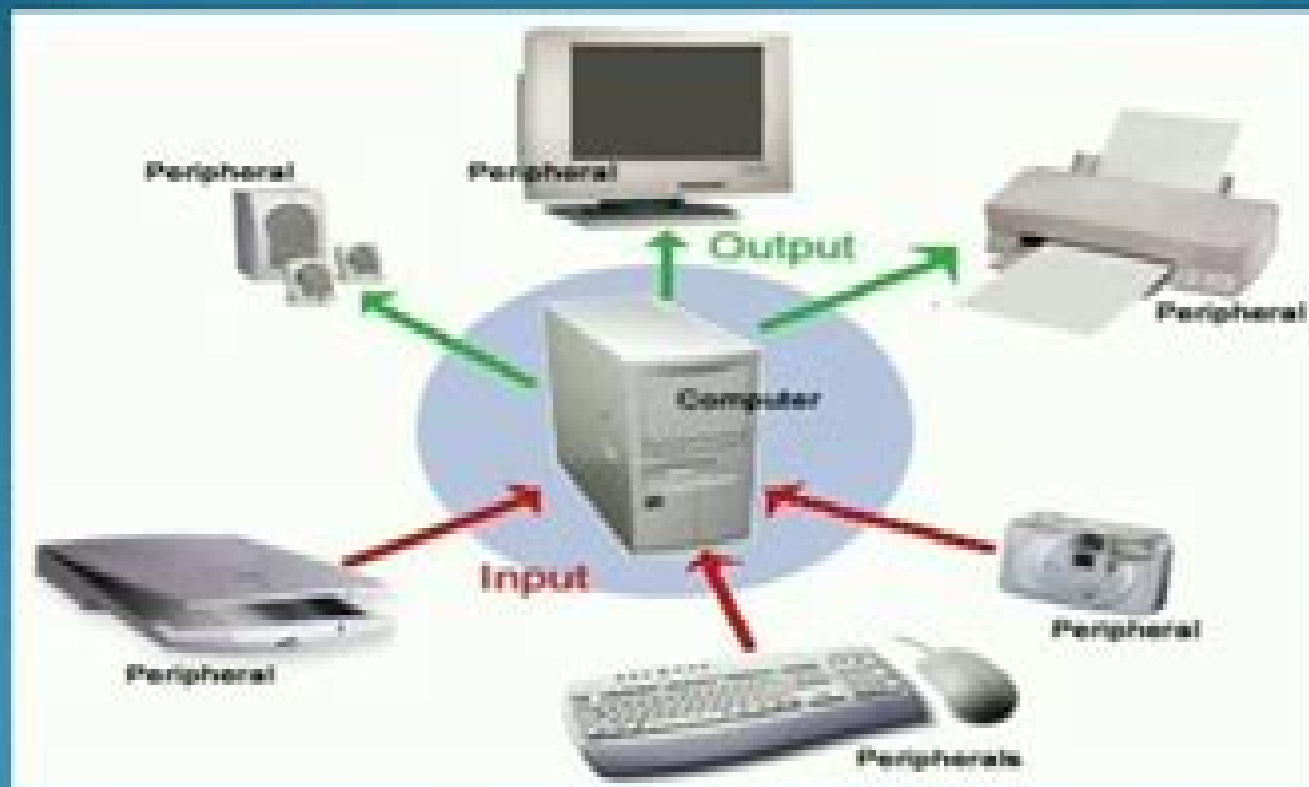 Peripheral
Peripheral
Output
Peripheral
Computer
Input
Peripheral
Peripheral
Peripherals